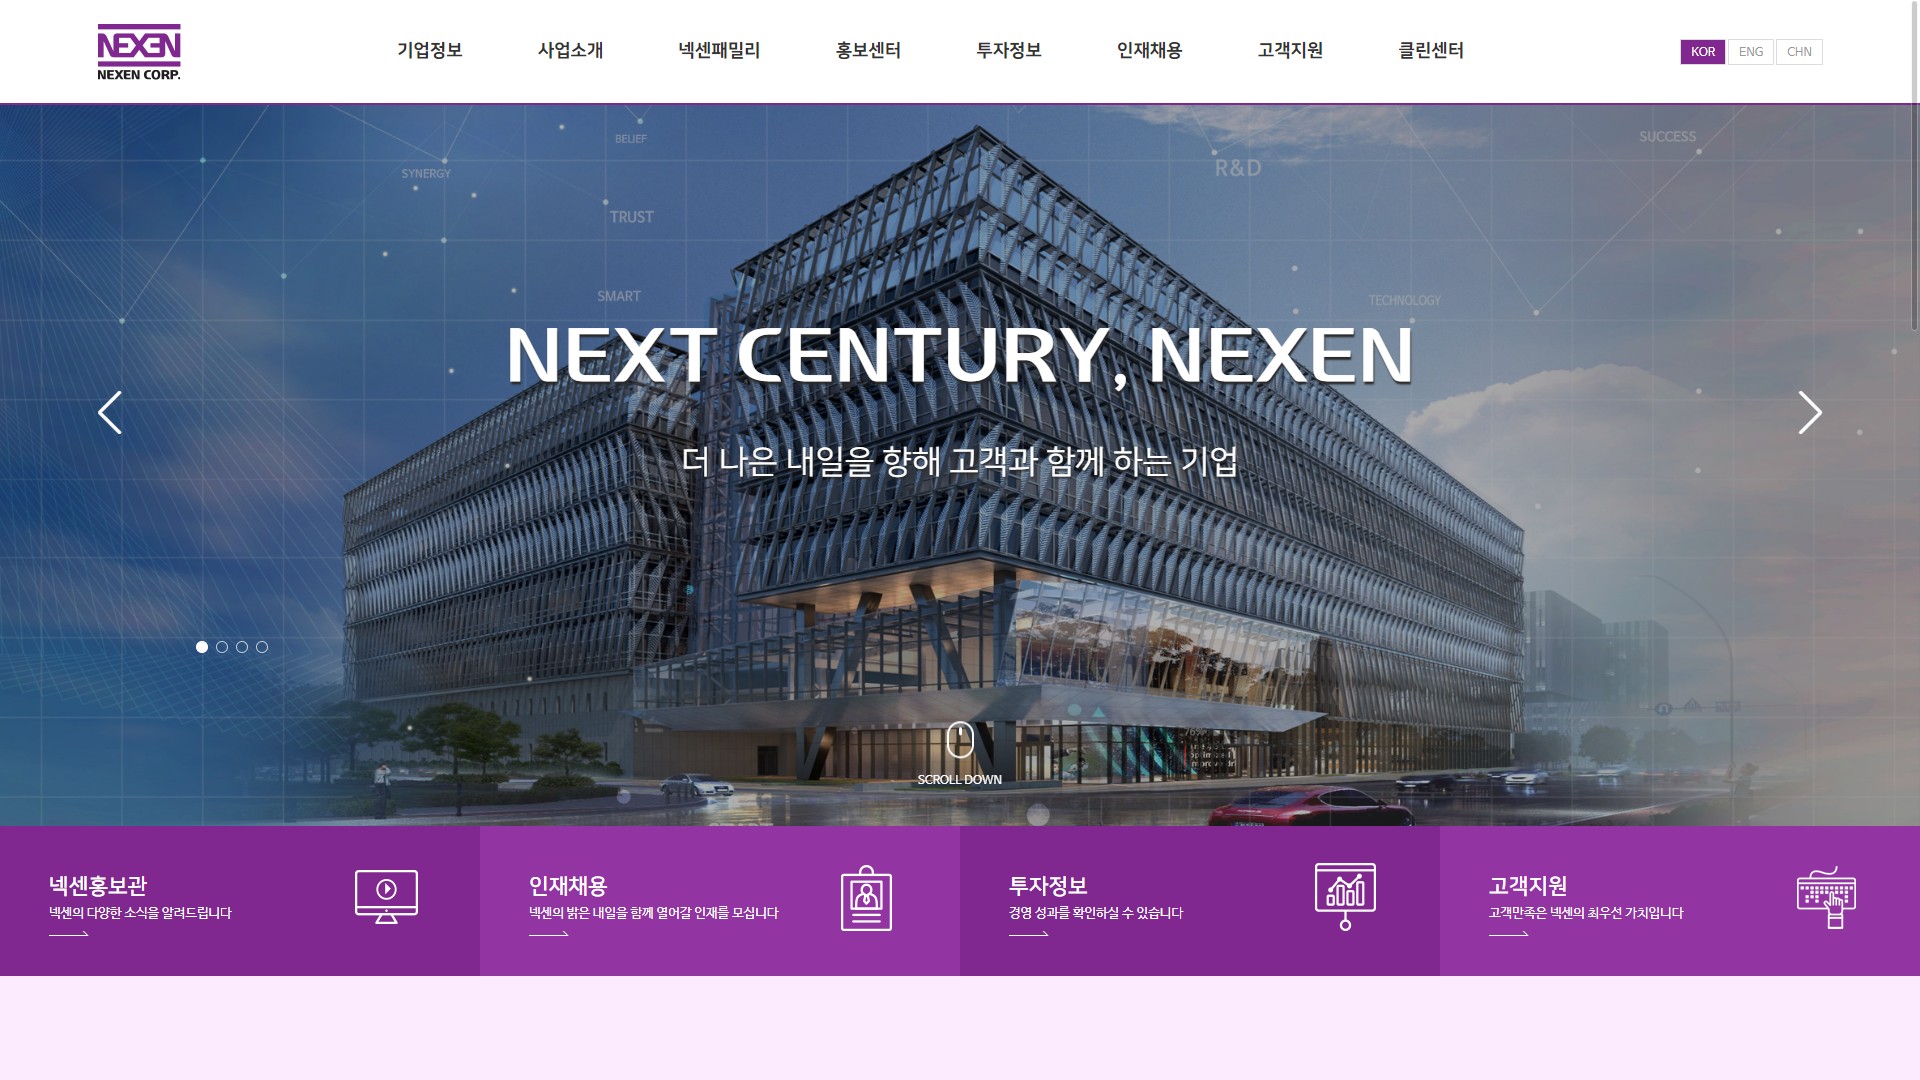 NEXEN
NEXEN CORP.
기업정보
사업소개
넥센패밀리
홍보센터
투자정보
인재채용
고객지원
클린센터
KOR
ENG
CHN
BELIEF
SUCCESS
SYNERGY
R&D
TRUST
SMART
TECHNOLOGY
NEXT CENTURY, NEXEN
더 나은 내일을 향해 고객과 함께 하는 기업
SCROLL DOWN
넥센홍보관
넥센의 다양한 소식을 알려드립니다
인재채용
넥센의 밝은 내일을 함께 열어갈 인재를 모십니다
투자정보
경영 성과를 확인하실 수 있습니다
고객지원
고객만족은 넥센의 최우선 가치입니다